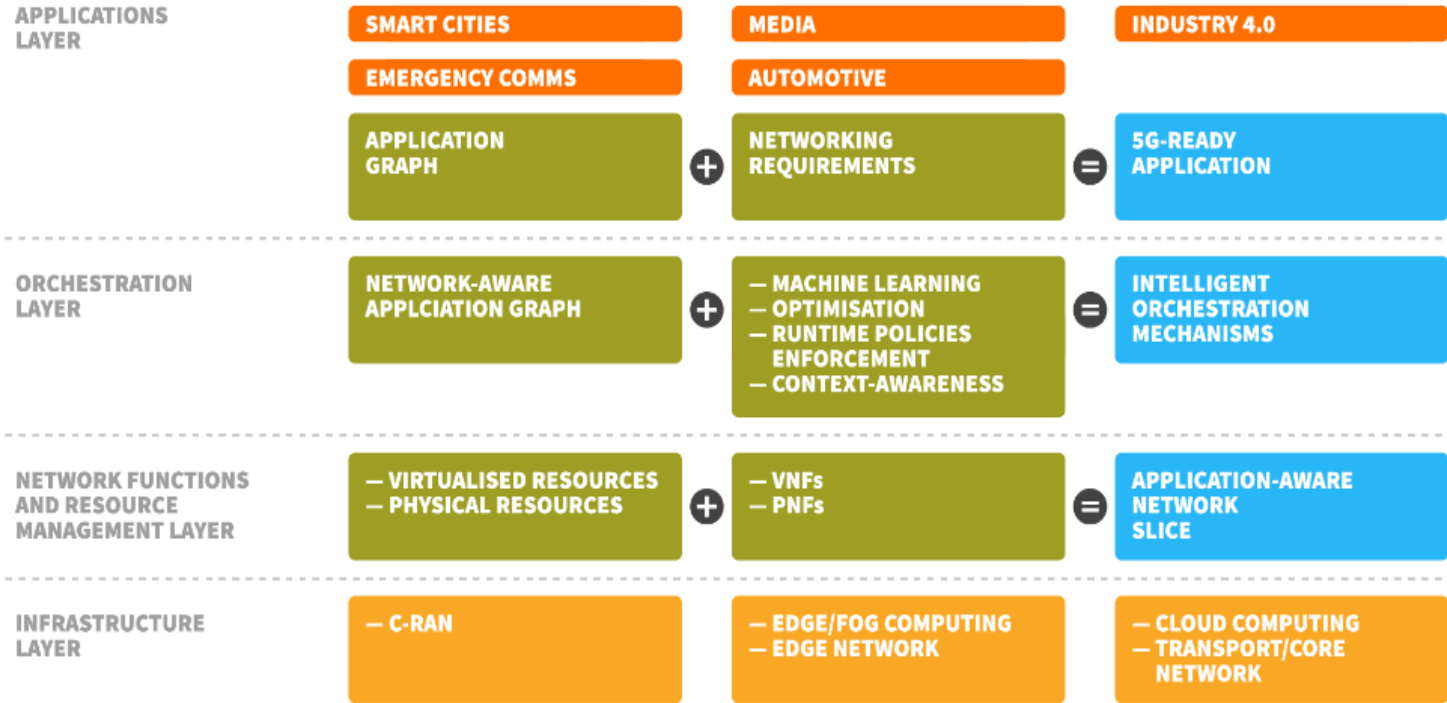 APPLICATIONS
LAYER
SMART CITIES
MEDIA
INDUSTRY 4.0
EMERGENCY COMMS
AUTOMOTIVE
APPLICATION
GRAPH
+
NETWORKING
REQUIREMENTS
=
5G-READY
APPLICATION
ORCHESTRATION
LAYER
NETWORK-AWARE
APPLCIATION GRAPH
+
— MACHINE LEARNING
— OPTIMISATION
— RUNTIME POLICIES
ENFORCEMENT
— CONTEXT-AWARENESS
=
INTELLIGENT
ORCHESTRATION
MECHANISMS
NETWORK FUNCTIONS
AND RESOURCE
MANAGEMENT LAYER
— VIRTUALISED RESOURCES
— PHYSICAL RESOURCES
+
— VNFs
— PNFs
=
APPLICATION-AWARE
NETWORK
SLICE
INFRASTRUCTURE
LAYER
— C-RAN
— EDGE/FOG COMPUTING
— EDGE NETWORK
— CLOUD COMPUTING
— TRANSPORT/CORE
NETWORK